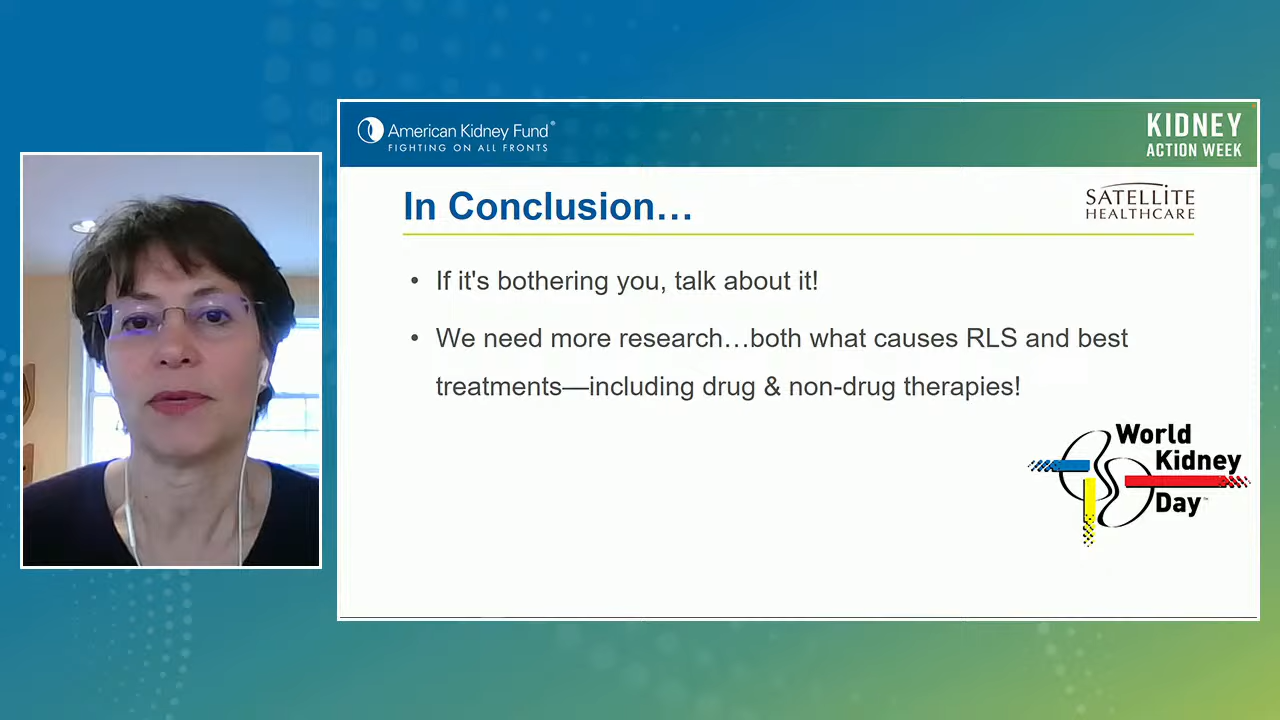 American Kidney Fund®
FIGHTING ON ALL FRONTS
KIDNEY
ACTION WEEK
In Conclusion…
SATELLITE
HEALTHCARE
• If it's bothering you, talk about it!
• We need more research…both what causes RLS and best
treatments—including drug & non-drug therapies!
World
Kidney
Day™